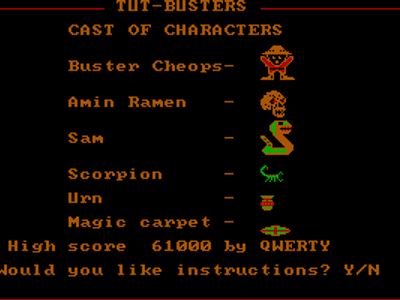 TUT-BUSTERS
CAST OF CHARACTERS
Buster Cheops-
Amin Ramen -
Sam -
Scorpion -
Urn -
Magic carpet -
High score 61000 by QWERTY
Would you like instructions? Y/N